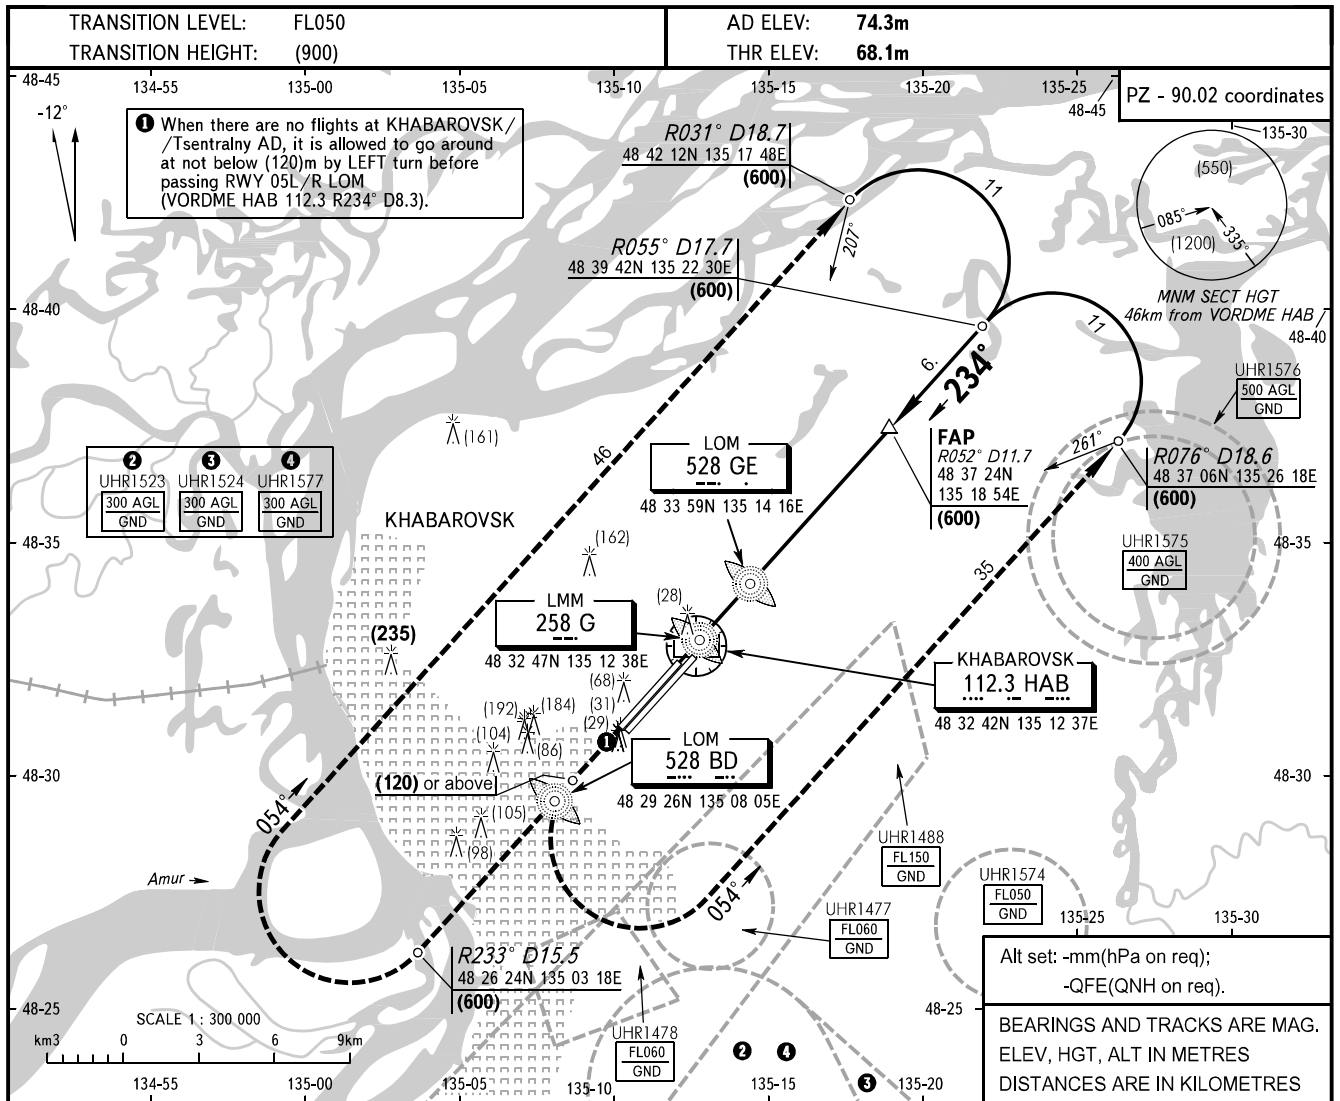 TRANSITION LEVEL: FL050
TRANSITION HEIGHT: (900)
AD ELEV: 74.3m
THR ELEV: 68.1m
48-45
134-55
135-00
135-05
135-10
135-15
135-20
135-25
48-45
PZ - 90.02 coordinates
135-30
-12°
❶ When there are no flights at KHABAROVSK/
/Tsentralny AD, it is allowed to go around
at not below (120)m by LEFT turn before
passing RWY 05L/R LOM
(VORDME HAB 112.3 R234° D8.3).
R031° D18.7
48 42 12N 135 17 48E
(600)
11
207°
(550)
085°
(1200)
335°
MNM SECT HGT
46km from VORDME HAB
R055° D17.7
48 39 42N 135 22 30E
(600)
48-40
48-40
11
6.
234°
UHR1576
500 AGL
GND
(161)
46
LOM
528 GE
48 33 59N 135 14 16E
FAP
R052° D11.7
48 37 24N
135 18 54E
(600)
261°
R076° D18.6
48 37 06N 135 26 18E
(600)
❷ ❸ ❹
UHR1523 UHR1524 UHR1577
300 AGL 300 AGL 300 AGL
GND GND GND
KHABAROVSK
48-35
48-35
(162)
UHR1575
400 AGL
GND
35
(28)
LMM
258 G
48 32 47N 135 12 38E
(235)
KHABAROVSK
112.3 HAB
48 32 42N 135 12 37E
(68)
(192)
(184)
(31)
(29)
(104)
(86)
❶
LOM
528 BD
48 29 26N 135 08 05E
48-30
48-30
(120) or above
054°
(105)
(98)
UHR1488
FL150
GND
Amur
UHR1574
FL050
GND
054°
UHR1477
FL060
GND
135-25
135-30
R233° D15.5
48 26 24N 135 03 18E
(600)
Alt set: -mm(hPa on req);
-QFE(QNH on req).
48-25
48-25
SCALE 1 : 300 000
km3 0 3 6 9km
UHR1478
FL060
GND
❷ ❹
❸
BEARINGS AND TRACKS ARE MAG.
ELEV, HGT, ALT IN METRES
DISTANCES ARE IN KILOMETRES
134-55
135-00
135-05
135-10
135-15
135-20